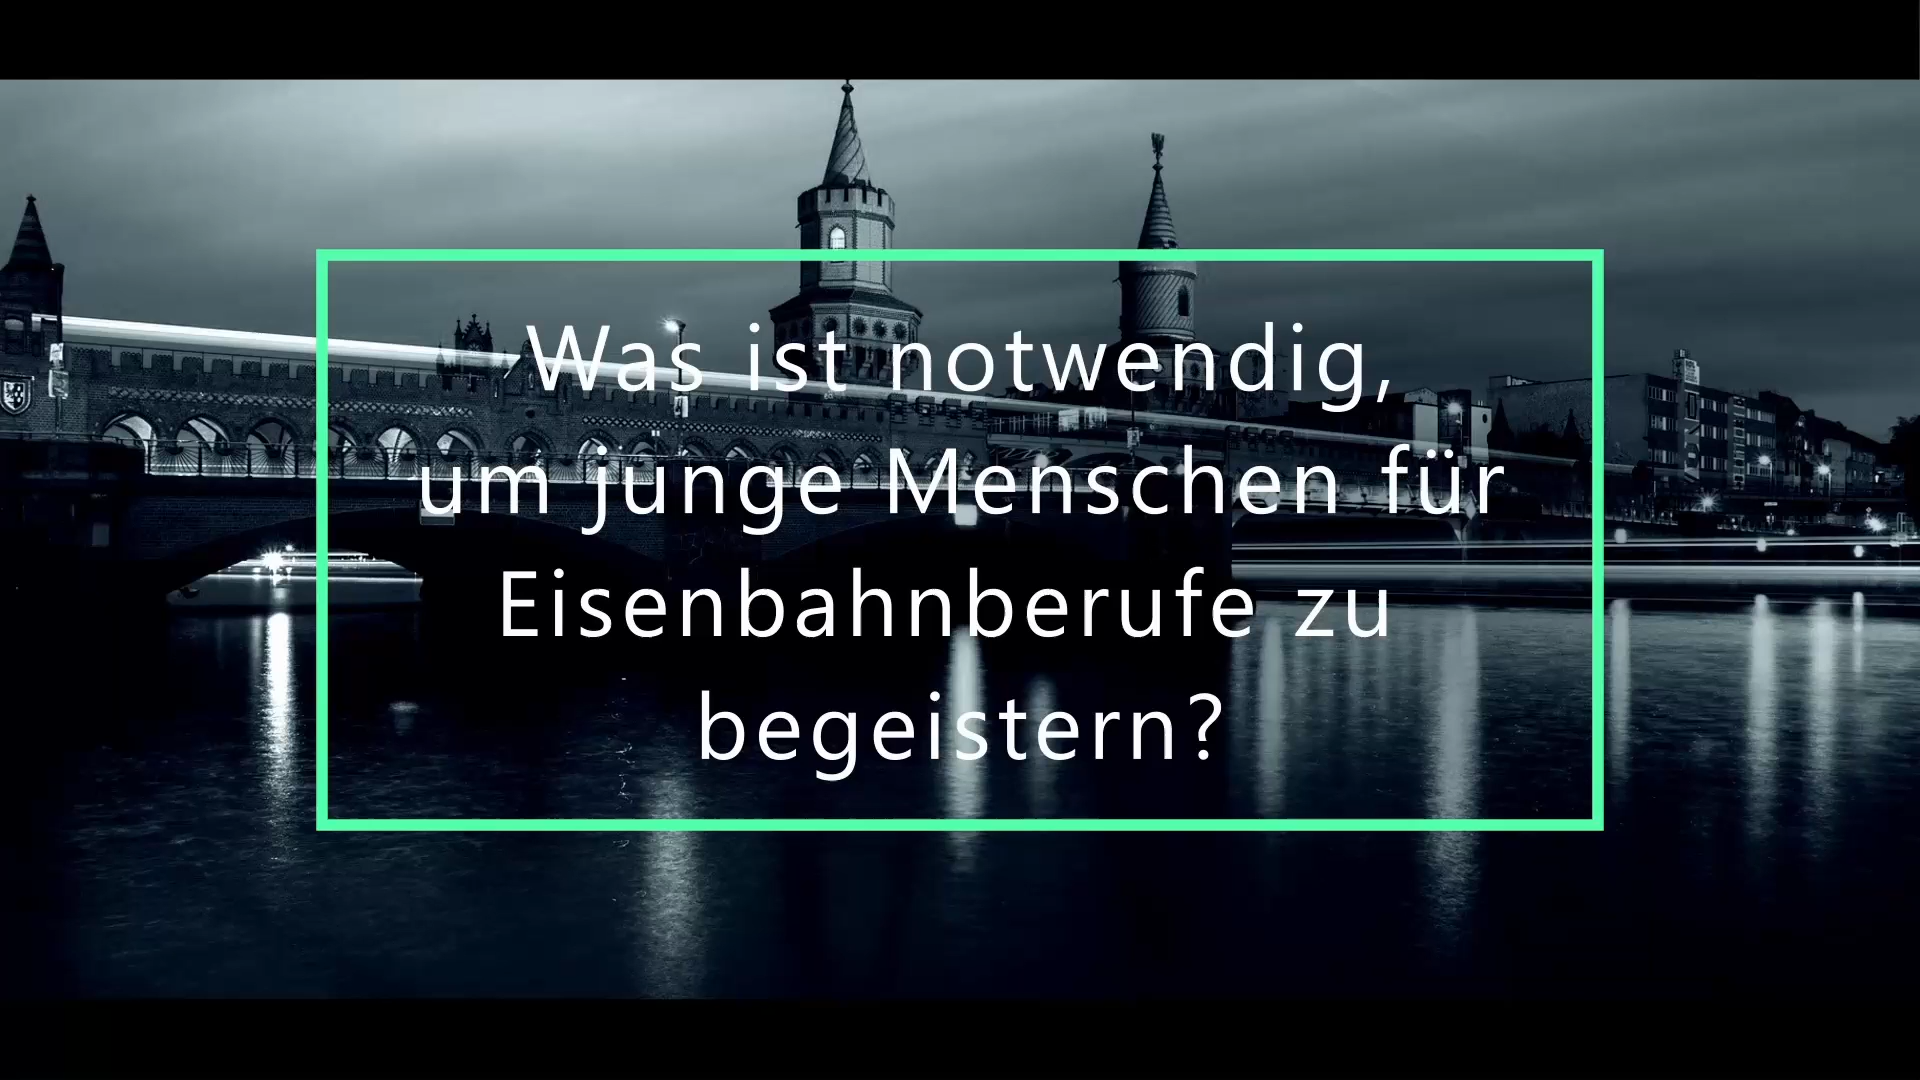 Was ist notwendig,
um junge Menschen für
Eisenbahnberufe zu
begeistern?